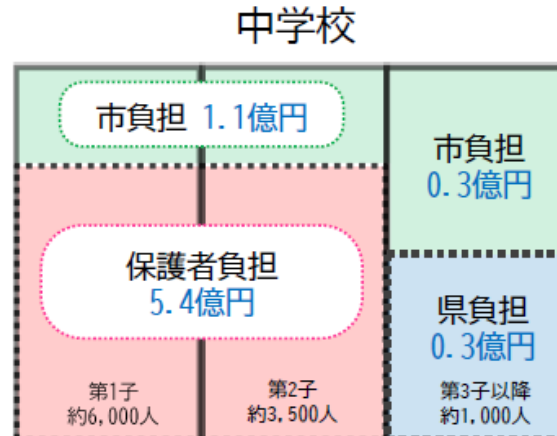 中学校
市負担 1.1億円
市負担
0.3億円
保護者負担
5.4億円
県負担
0.3億円
第1子
約6,000人
第2子
約3,500人
第3子以降
約1,000人